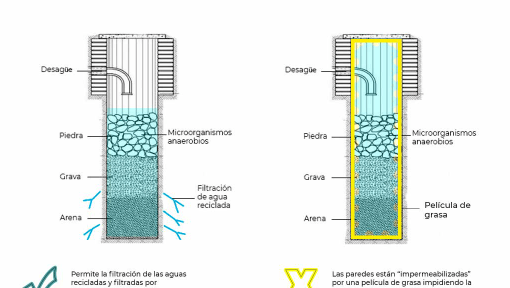 Desagüe
Piedra
Microorganismos
anaerobios
Grava
Filtración
de agua
reciclada
Arena
Permite la filtración de las aguas
recicladas y filtradas por
Desagüe
Piedra
Microorganismos
anaerobios
Grava
Película de
grasa
Arena
Las paredes están “impermeabilizadas”
por una película de grasa impidiendo la